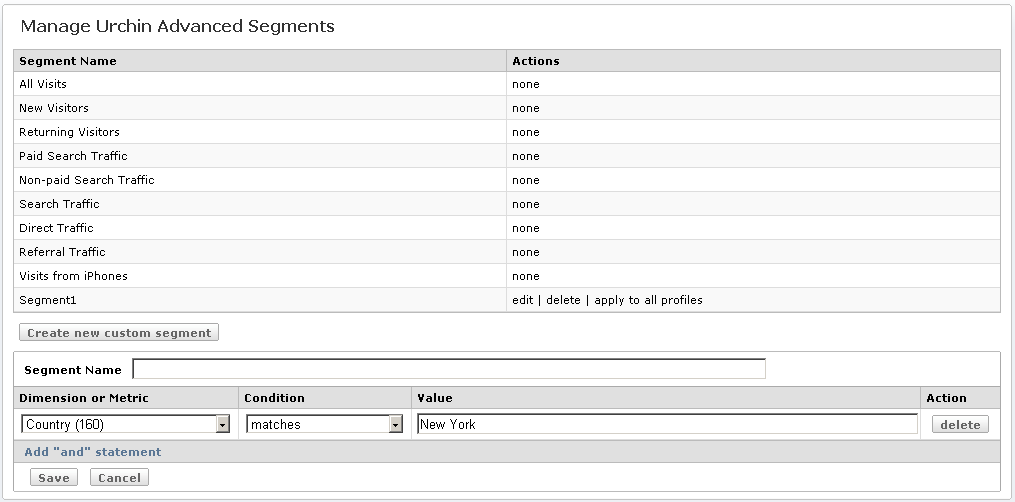 Manage Urchin Advanced Segments
Segment Name Actions
All Visits none
New Visitors none
Returning Visitors none
Paid Search Traffic none
Non-paid Search Traffic none
Search Traffic none
Direct Traffic none
Referral Traffic none
Visits from iPhones none
Segment1 edit | delete | apply to all profiles
Create new custom segment
Segment Name
Dimension or Metric Condition Value Action
Country (160) matches New York delete
Add "and" statement
Save Cancel